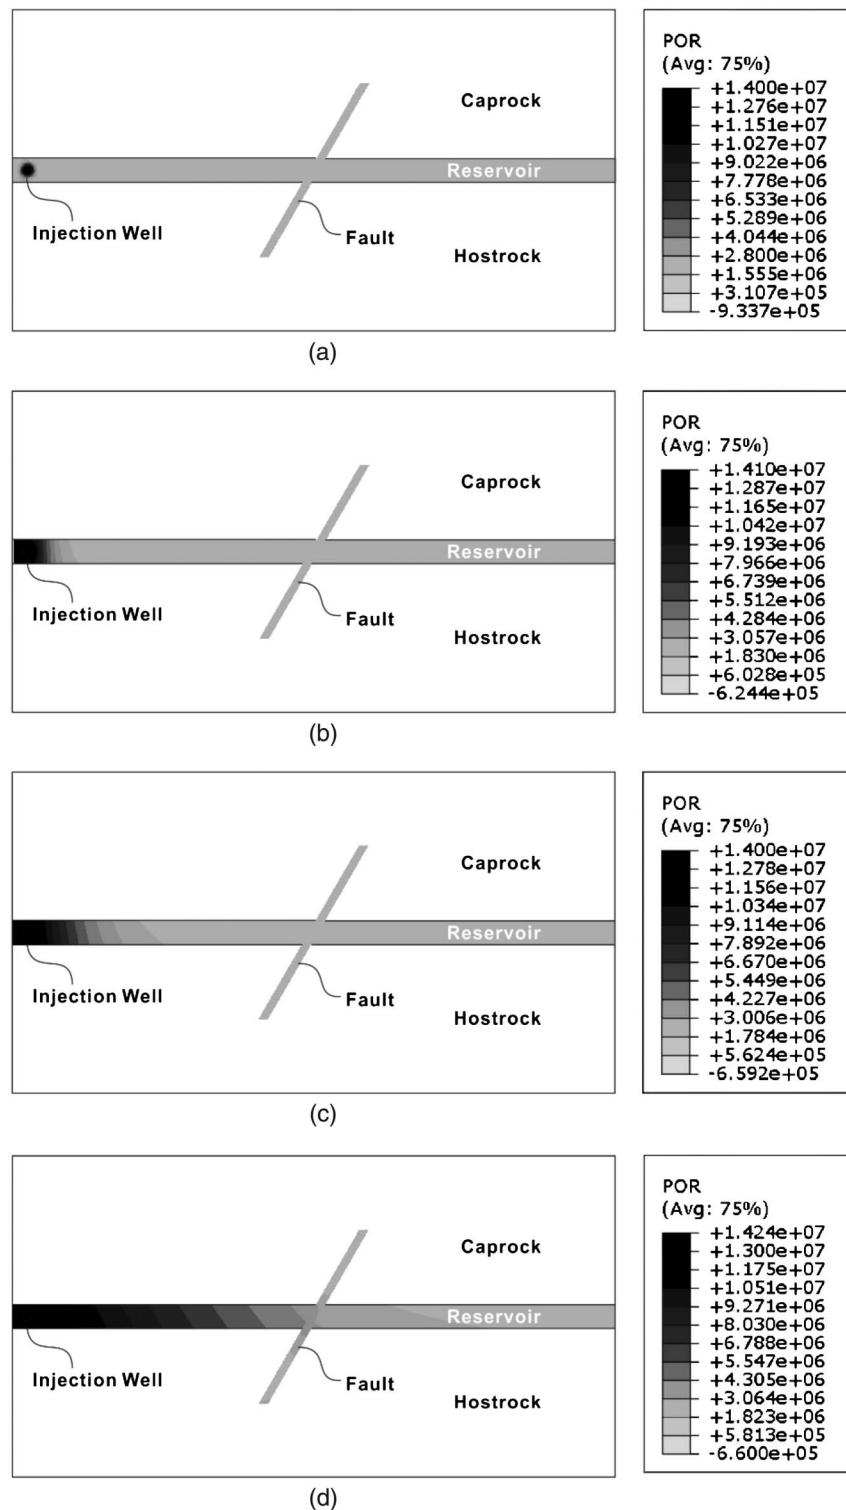 Caprock
Reservoir
Injection Well
Fault
Hostrock
POR
(Avg: 75%)
+1.400e+07
+1.276e+07
+1.151e+07
+1.027e+07
+9.022e+06
+7.778e+06
+6.533e+06
+5.289e+06
+4.044e+06
+2.800e+06
+1.555e+06
+3.107e+05
-9.337e+05
(a)
Caprock
Reservoir
Injection Well
Fault
Hostrock
POR
(Avg: 75%)
+1.410e+07
+1.287e+07
+1.165e+07
+1.042e+07
+9.193e+06
+7.966e+06
+6.739e+06
+5.512e+06
+4.284e+06
+3.057e+06
+1.830e+06
+6.028e+05
-6.244e+05
(b)
Caprock
Reservoir
Injection Well
Fault
Hostrock
POR
(Avg: 75%)
+1.400e+07
+1.278e+07
+1.156e+07
+1.034e+07
+9.114e+06
+7.892e+06
+6.670e+06
+5.449e+06
+4.227e+06
+3.006e+06
+1.784e+06
+5.624e+05
-6.592e+05
(c)
Caprock
Reservoir
Injection Well
Fault
Hostrock
POR
(Avg: 75%)
+1.424e+07
+1.300e+07
+1.175e+07
+1.051e+07
+9.271e+06
+8.030e+06
+6.788e+06
+5.547e+06
+4.305e+06
+3.064e+06
+1.823e+06
+5.813e+05
-6.600e+05
(d)